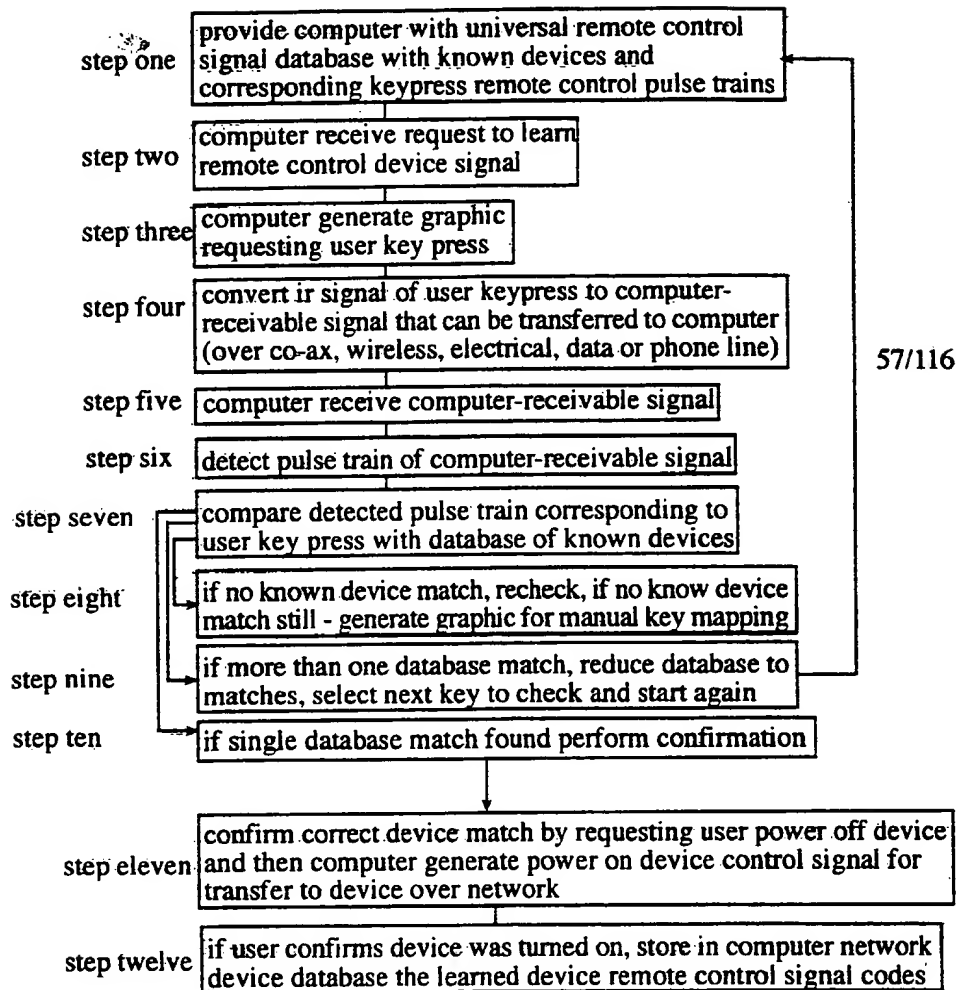 provide computer with universal remote control
step one
signal database with known devices and
corresponding keypress remote control pulse trains
computer receive request to learn
step two
remote control device signal
computer generate graphic
step three
requesting user key press
step four
convert ir signal of user keypress to computer-
receivable signal that can be transferred to computer
(over co-ax, wireless, electrical, data or phone line)
57/116
step five
computer receive computer-receivable signal
step six
detect pulse train of computer-receivable signal
step seven
compare detected pulse train corresponding to
user key press with database of known devices
step eight
if no known device match, recheck, if no know device
match still - generate graphic for manual key mapping
step nine
if more than one database match, reduce database to
matches, select next key to check and start again
step ten
if single database match found perform confirmation
confirm correct device match by requesting user power off device
step eleven
and then computer generate power on device control signal for
transfer to device over network
step twelve
if user confirms device was turned on, store in computer network
device database the learned device remote control signal codes